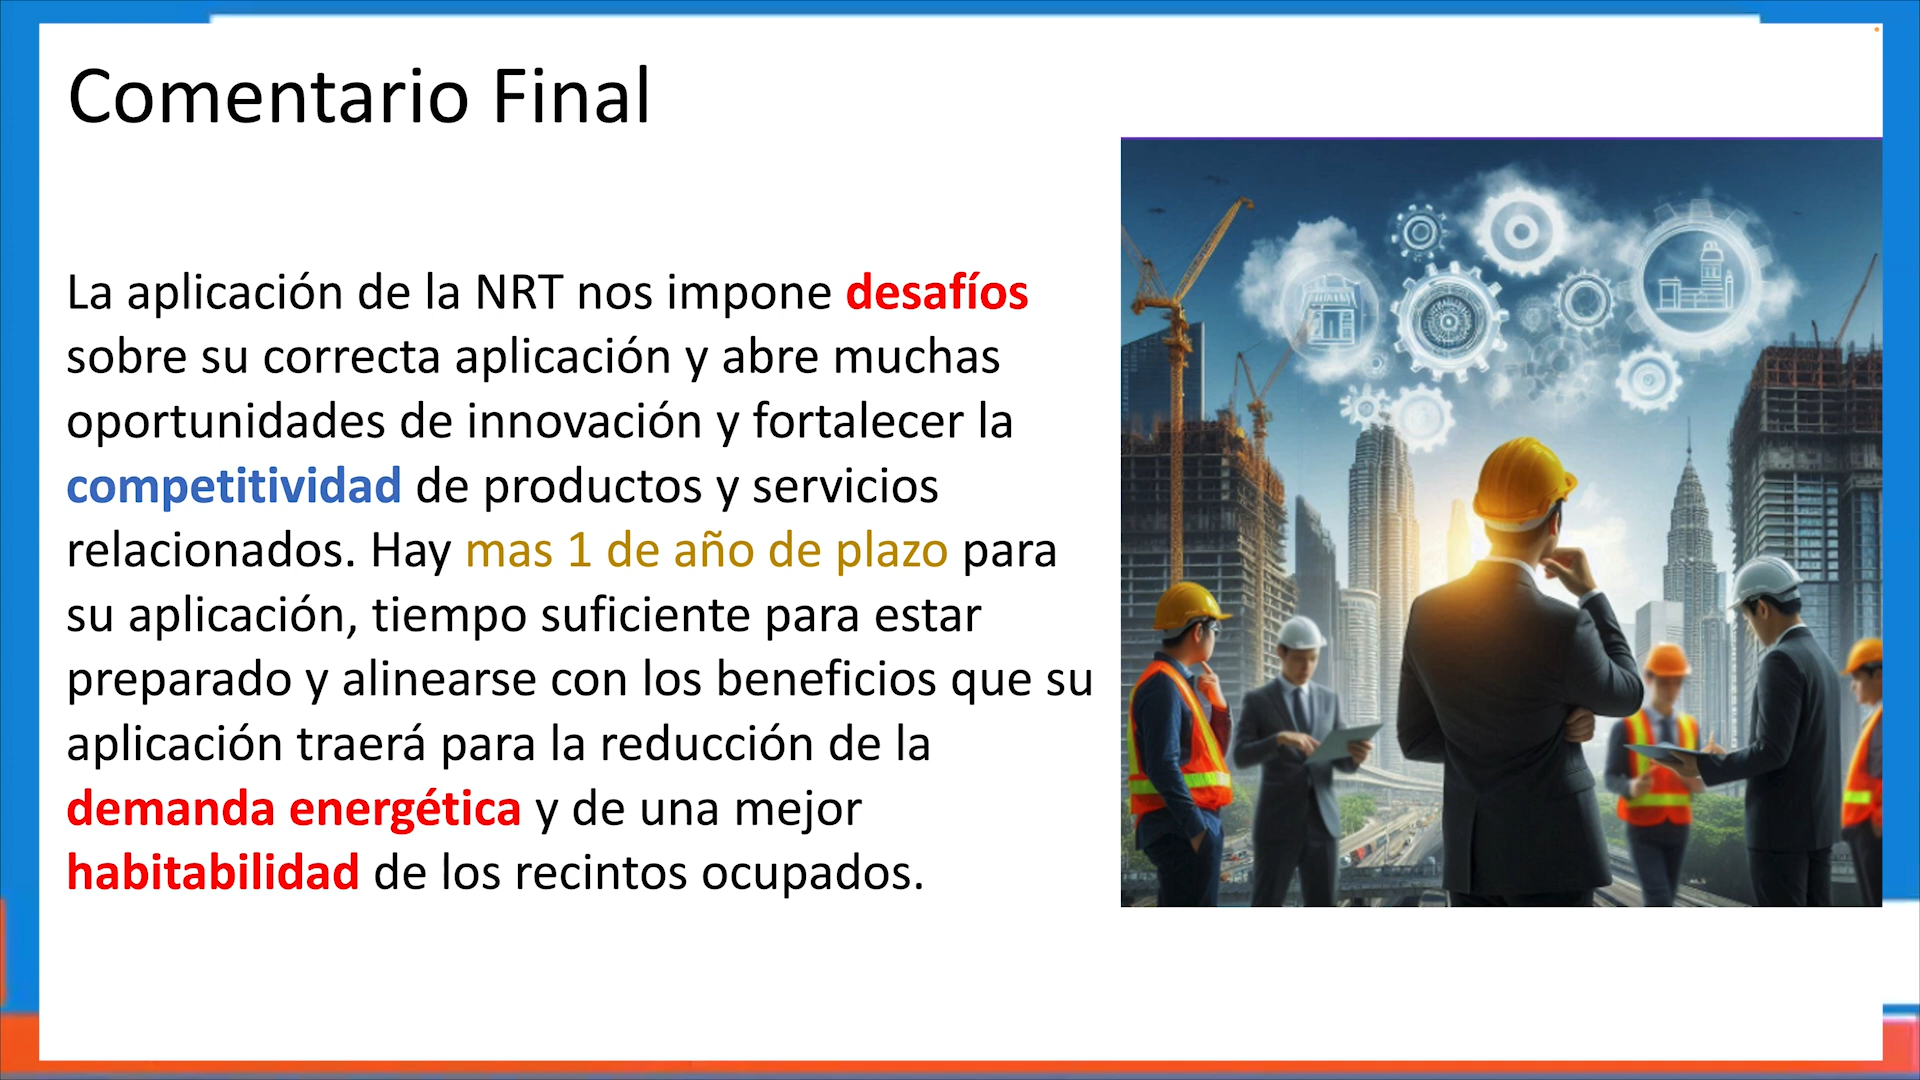 Comentario Final
La aplicación de la NRT nos impone desafíos
sobre su correcta aplicación y abre muchas
oportunidades de innovación y fortalecer la
competitividad de productos y servicios
relacionados. Hay mas 1 de año de plazo para
su aplicación, tiempo suficiente para estar
preparado y alinearse con los beneficios que su
aplicación traerá para la reducción de la
demanda energética y de una mejor
habitabilidad de los recintos ocupados.